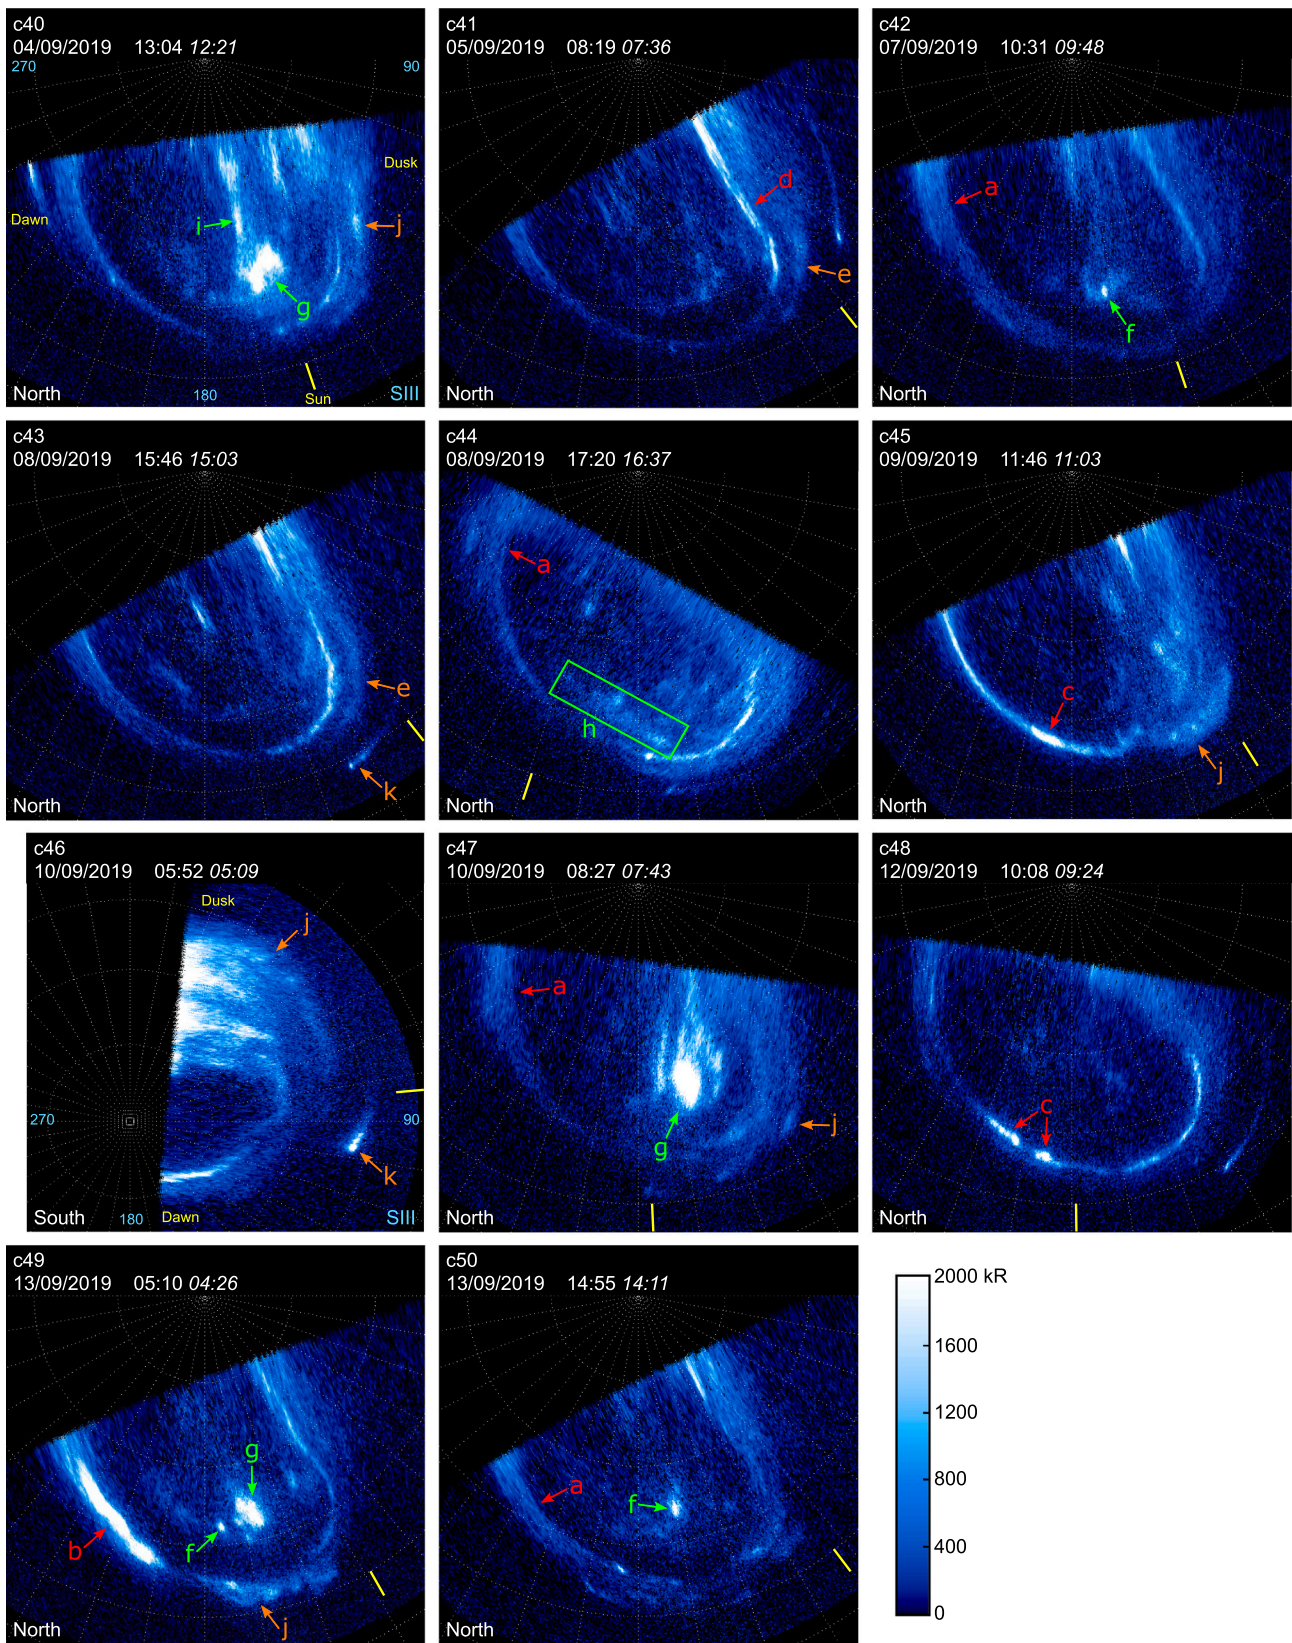 c40
04/09/2019 13:04 12:21
270
90
Dusk
Dawn
i
j
g
North
180
Sun
SIII
c41
05/09/2019 08:19 07:36
d
e
North
c42
07/09/2019 10:31 09:48
a
f
North
c43
08/09/2019 15:46 15:03
e
k
North
c44
08/09/2019 17:20 16:37
a
h
North
c45
09/09/2019 11:46 11:03
c
j
North
c46
10/09/2019 05:52 05:09
Dusk
j
270
90
k
South
180
Dawn
SIII
c47
10/09/2019 08:27 07:43
a
g
j
North
c48
12/09/2019 10:08 09:24
c
North
c49
13/09/2019 05:10 04:26
g
b
f
j
North
c50
13/09/2019 14:55 14:11
a
f
North
2000 kR
1600
1200
800
400
0